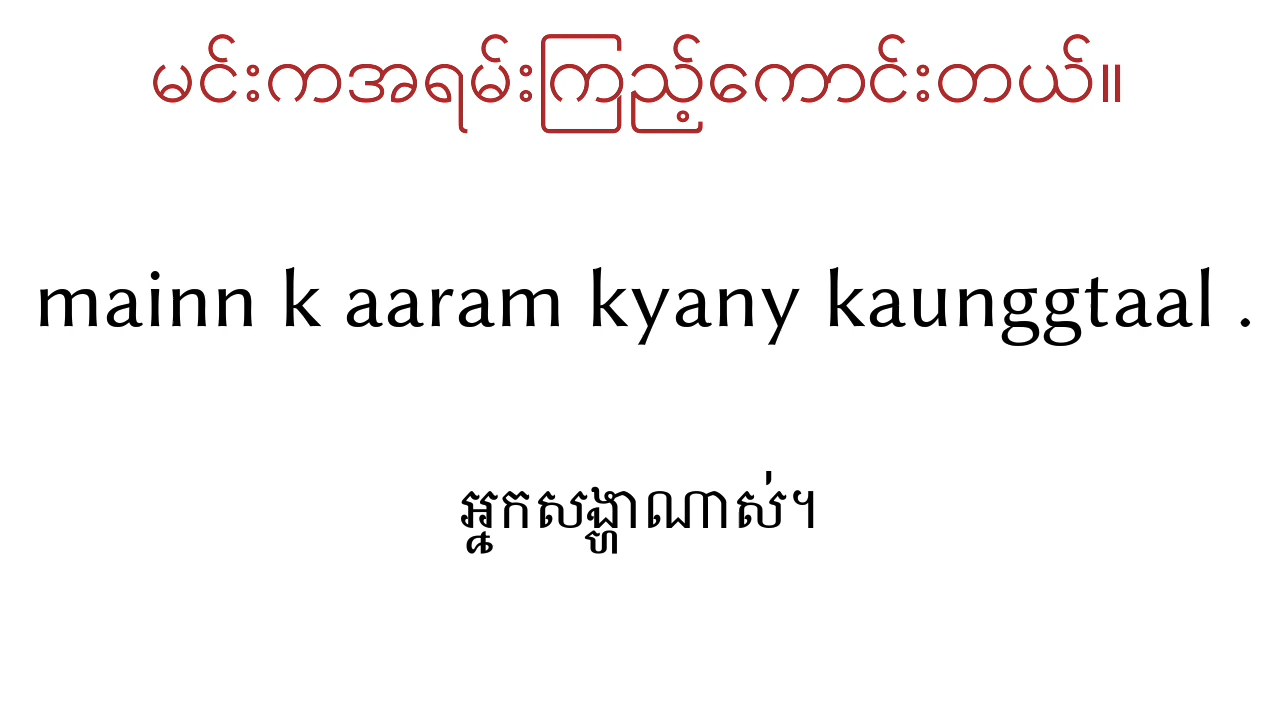 မင်းကအရမ်းကြည့်ကောင်းတယ်။
mainn k aaram kyany kaunggtaal .
អ្នកសង្ហាណាស់។